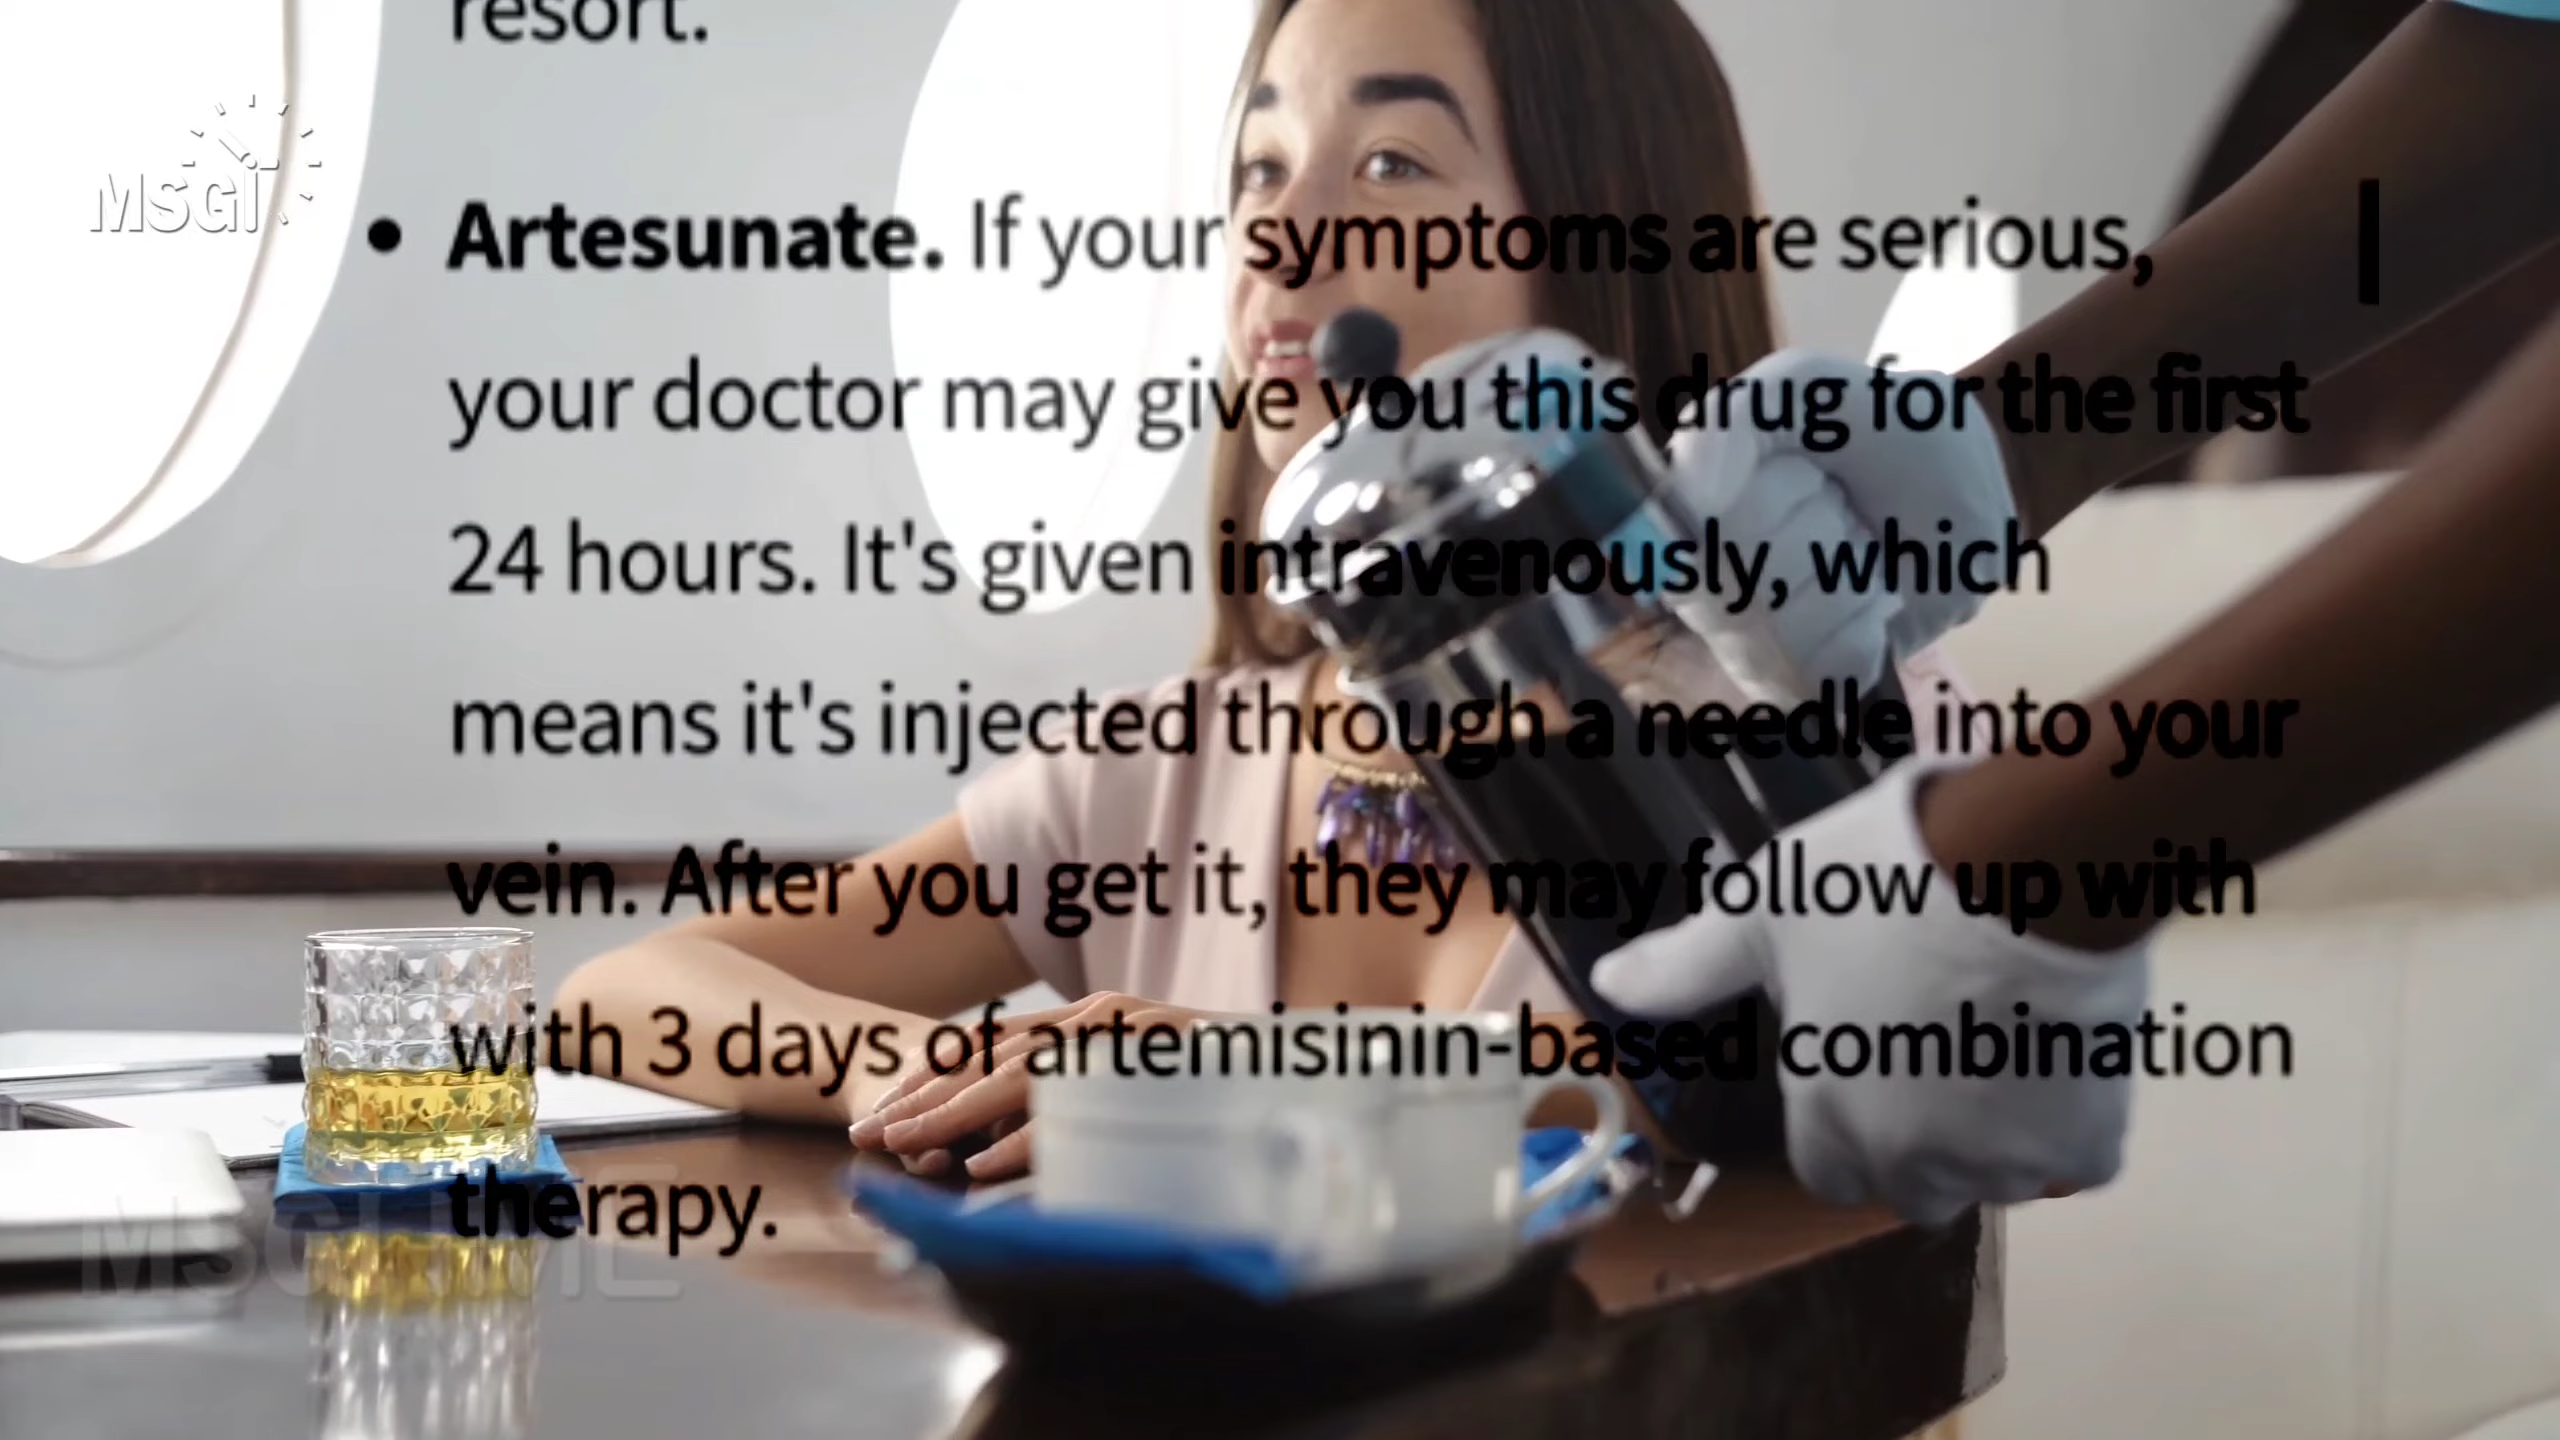 resort.
MSGI
• Artesunate. If your symptoms are serious,
your doctor may give you this drug for the first
24 hours. It's given intravenously, which
means it's injected through a needle into your
vein. After you get it, they may follow up with
with 3 days of artemisinin-based combination
therapy.